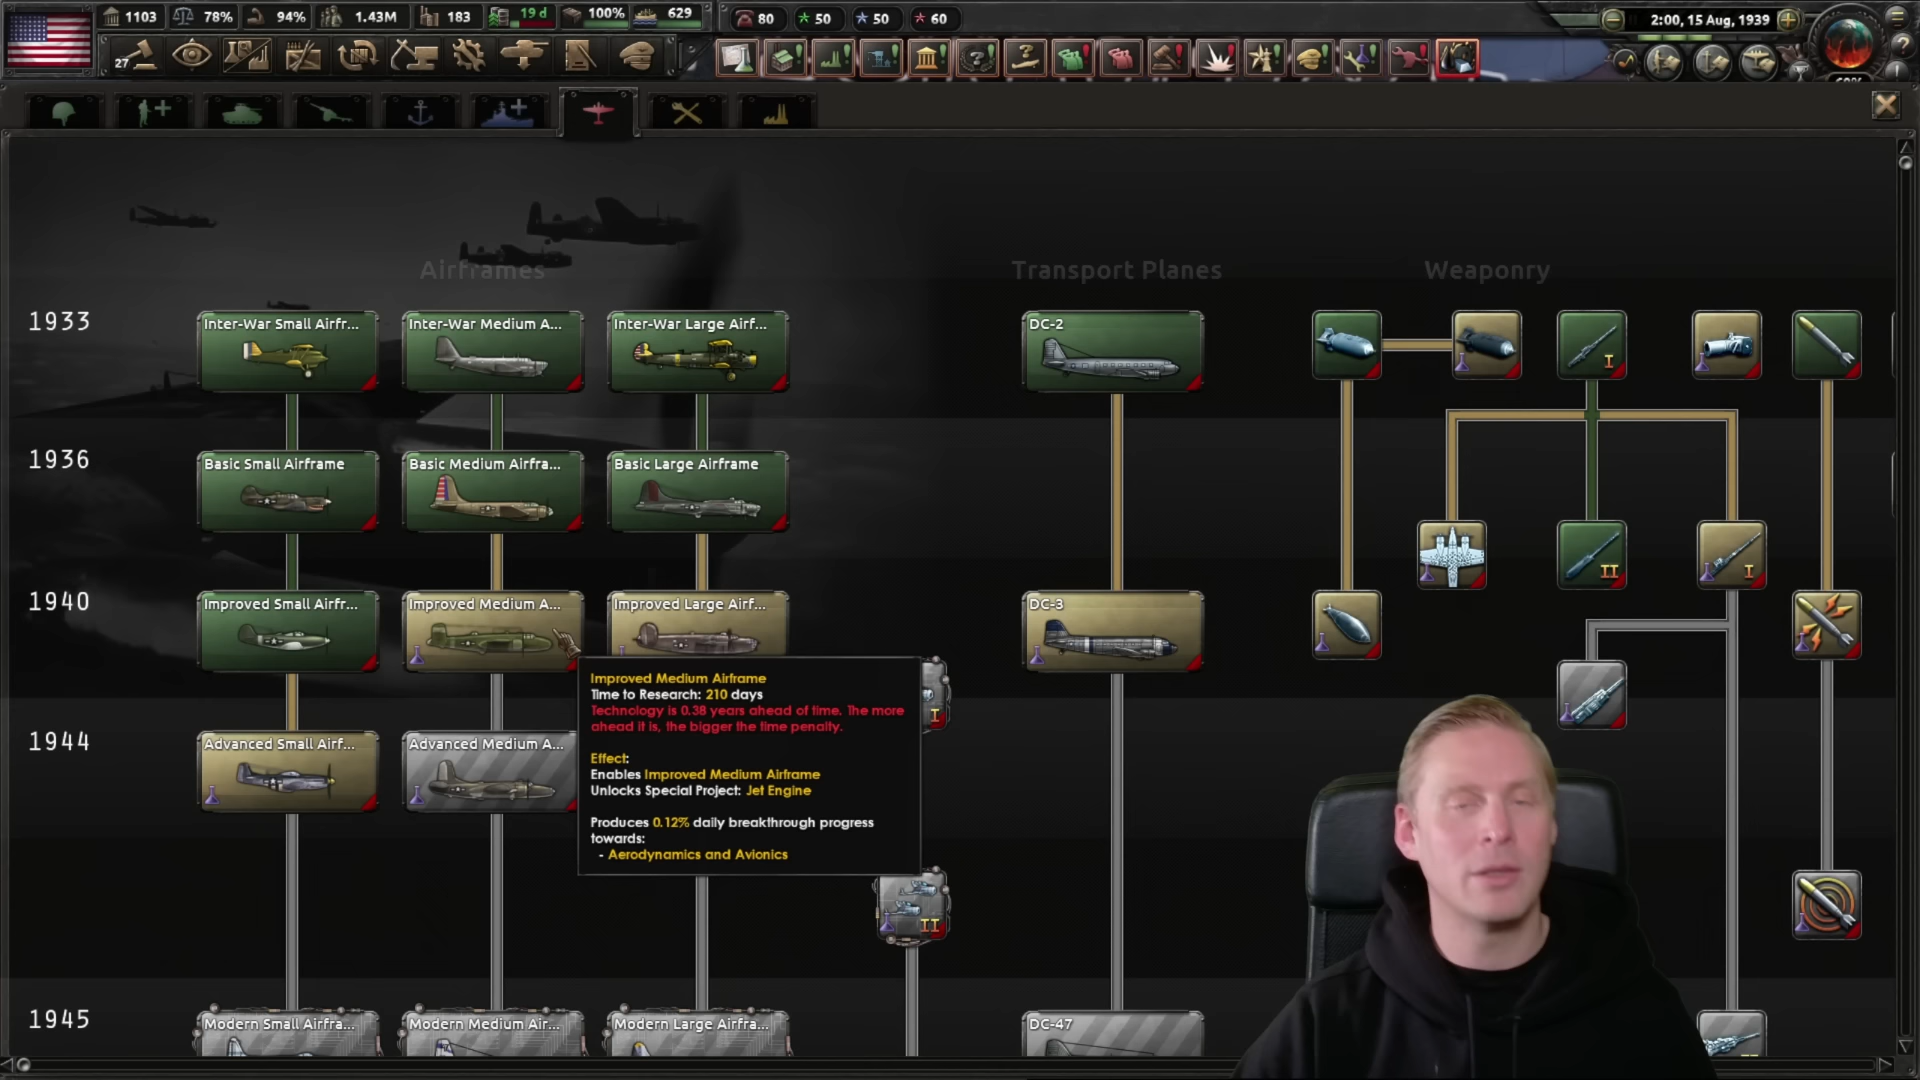 1103
78%
94%
1.43M
183
19 d
100%
629
80
50
50
60
2:00, 15 Aug, 1939
27
Airframes
Transport Planes
Weaponry
1933
Inter-War Small Airfr...
Inter-War Medium A...
Inter-War Large Airf...
DC-2
I
1936
Basic Small Airframe
Basic Medium Airfra...
Basic Large Airframe
II
I
1940
Improved Small Airfr...
Improved Medium A...
Improved Large Airf...
DC-3
Improved Medium Airframe
Time to Research: 210 days
Technology is 0.38 years ahead of time. The more
ahead it is, the bigger the time penalty.
I
1944
Advanced Small Airf...
Advanced Medium A...
Effect:
Enables Improved Medium Airframe
Unlocks Special Project: Jet Engine
Produces 0.12% daily breakthrough progress
towards:
- Aerodynamics and Avionics
II
1945
Modern Small Airfra...
Modern Medium Air...
Modern Large Airfra...
DC-47